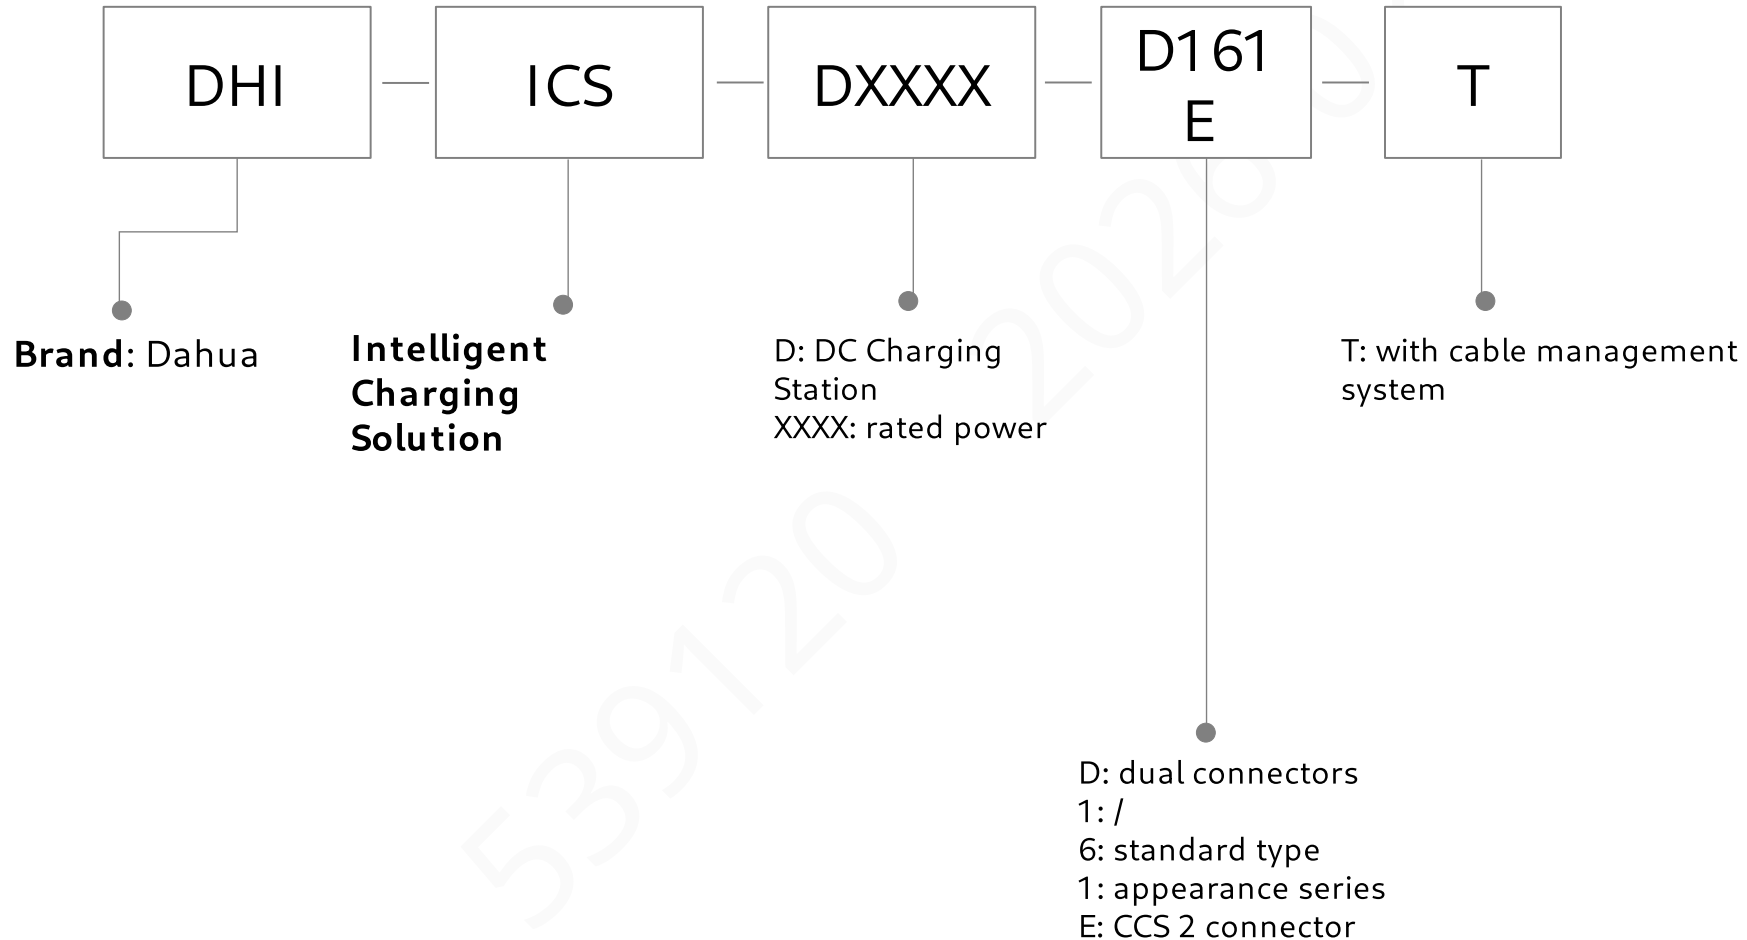 DHI
ICS
DXXXX
D161
E
T
Brand: Dahua
Intelligent
Charging
Solution
D: DC Charging
Station
XXXX: rated power
T: with cable management
system
D: dual connectors
1: /
6: standard type
1: appearance series
E: CCS 2 connector
539120